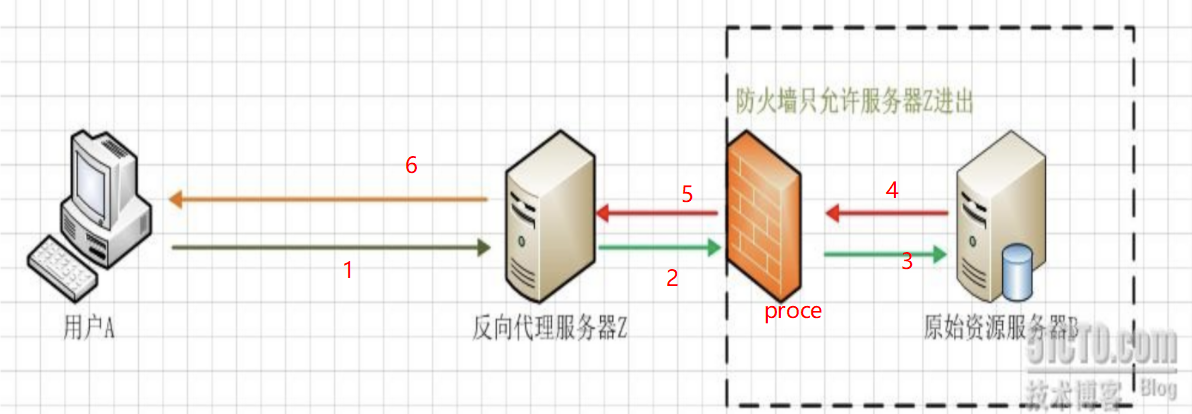 防火墙只允许服务器Z进出
6
5
4
1
2
3
proce
用户A
反向代理服务器Z
原始资源服务器B
51CTO.com
技术博客 Blog